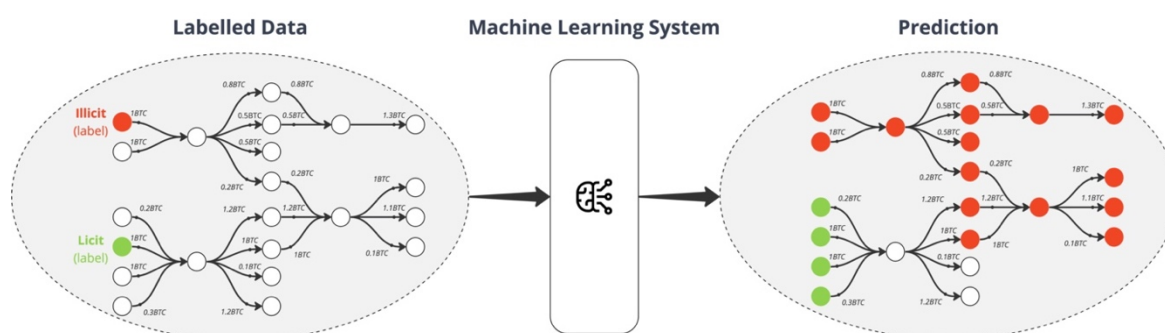 Labelled Data
Machine Learning System
Prediction
Illicit
(label)
1BTC
1BTC
0.8BTC
0.8BTC
0.5BTC
0.5BTC
1.3BTC
0.5BTC
0.2BTC
0.2BTC
1BTC
Licit
(label)
0.2BTC
1BTC
1BTC
0.3BTC
1.2BTC
1.2BTC
1.1BTC
1BTC
1BTC
0.1BTC
0.1BTC
1.2BTC
1BTC
1BTC
0.8BTC
0.8BTC
0.5BTC
0.5BTC
1.3BTC
0.5BTC
0.2BTC
0.2BTC
1BTC
0.2BTC
1BTC
1BTC
0.3BTC
1.2BTC
1.2BTC
1.1BTC
1BTC
1BTC
0.1BTC
0.1BTC
1.2BTC